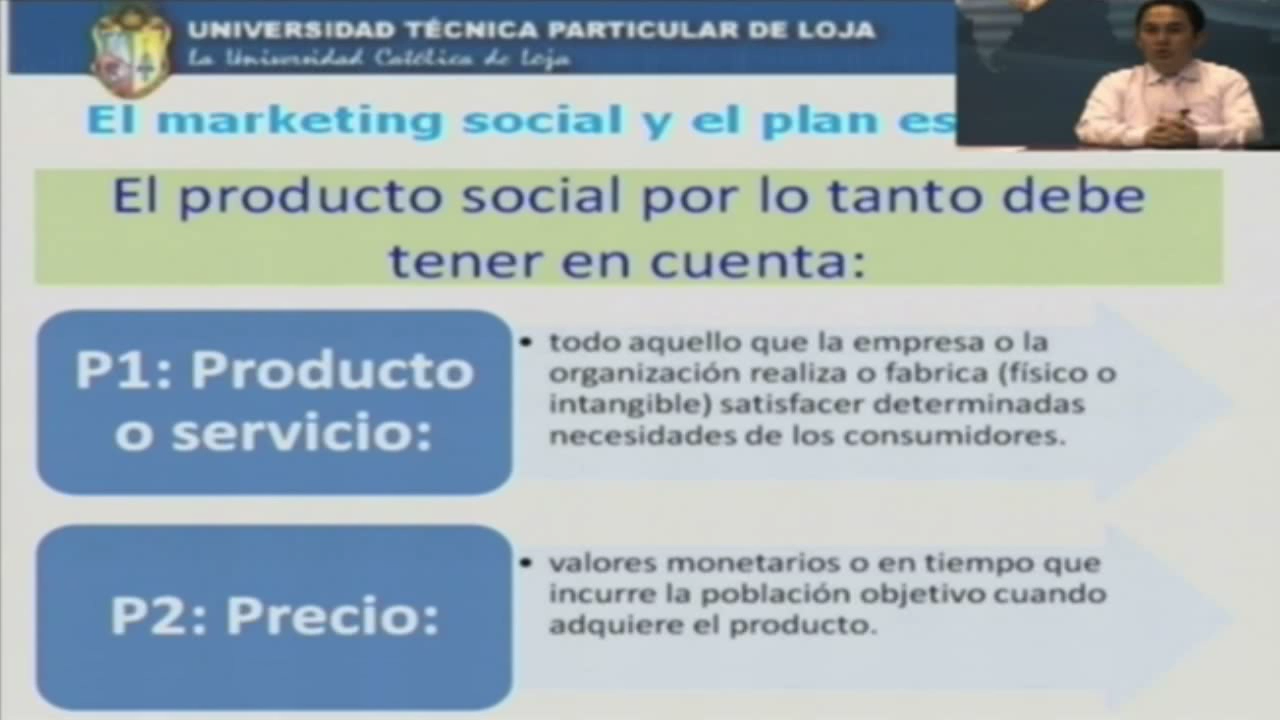 UNIVERSIDAD TÉCNICA PARTICULAR DE LOJA
La Universidad Católica de Loja
El marketing social y el plan es
El producto social por lo tanto debe
tener en cuenta:
P1: Producto
o servicio:
• todo aquello que la empresa o la
organización realiza o fabrica (físico o
intangible) satisfacer determinadas
necesidades de los consumidores.
P2: Precio:
• valores monetarios o en tiempo que
incurre la población objetivo cuando
adquiere el producto.